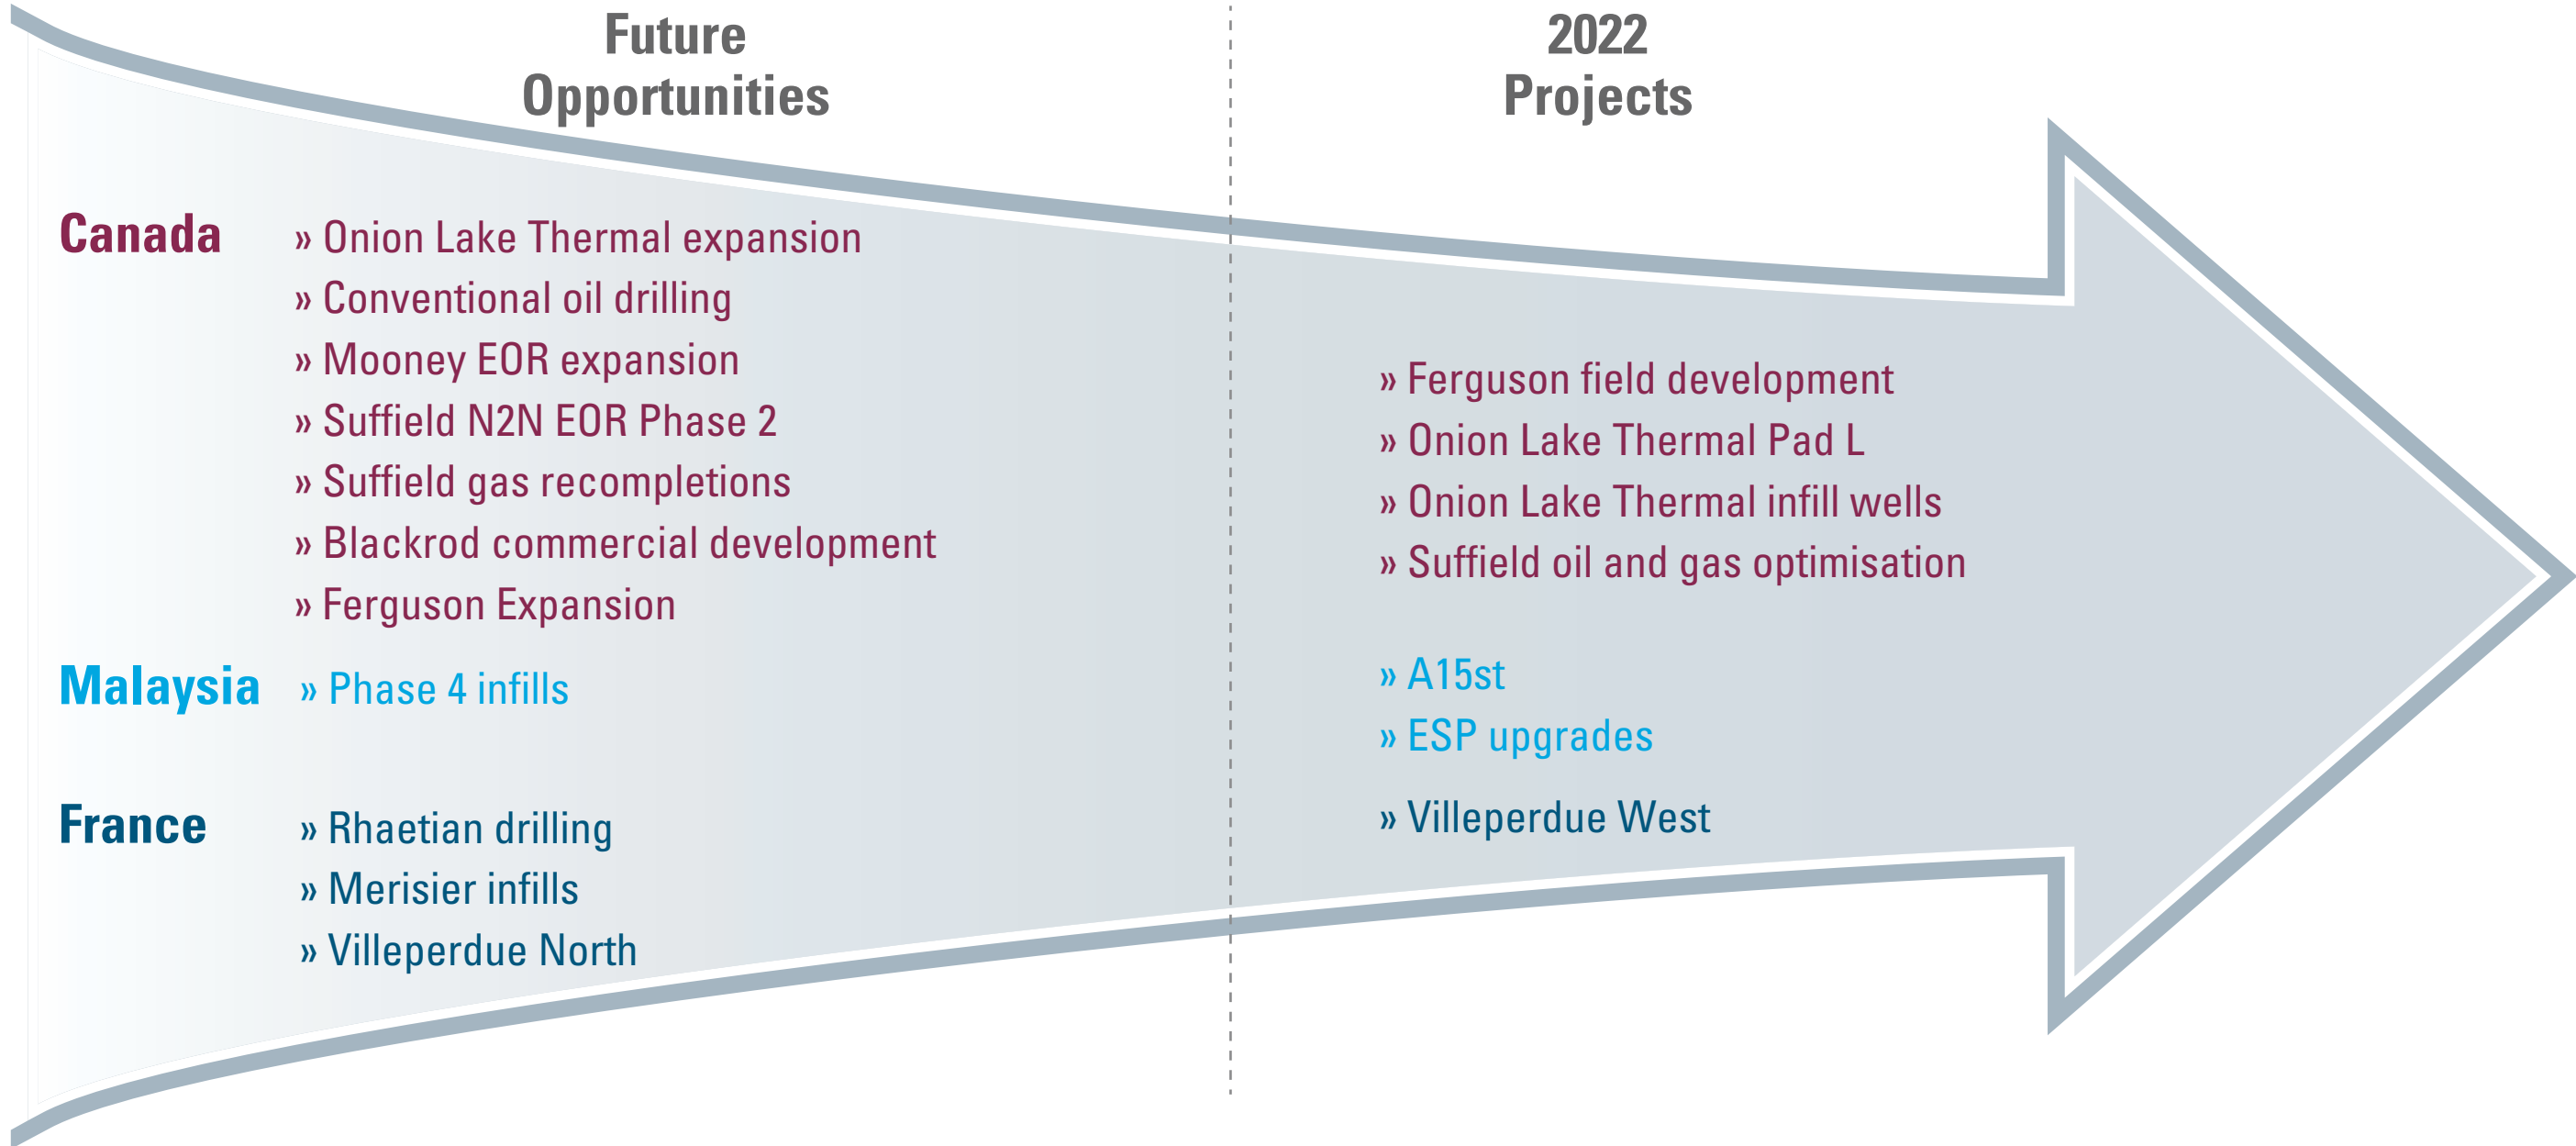 Future
Opportunities
2022
Projects
Canada
» Onion Lake Thermal expansion
» Conventional oil drilling
» Mooney EOR expansion
» Suffield N2N EOR Phase 2
» Suffield gas recompletions
» Blackrod commercial development
» Ferguson Expansion
» Ferguson field development
» Onion Lake Thermal Pad L
» Onion Lake Thermal infill wells
» Suffield oil and gas optimisation
Malaysia
» Phase 4 infills
» A15st
» ESP upgrades
France
» Rhaetian drilling
» Merisier infills
» Villeperdue North
» Villeperdue West